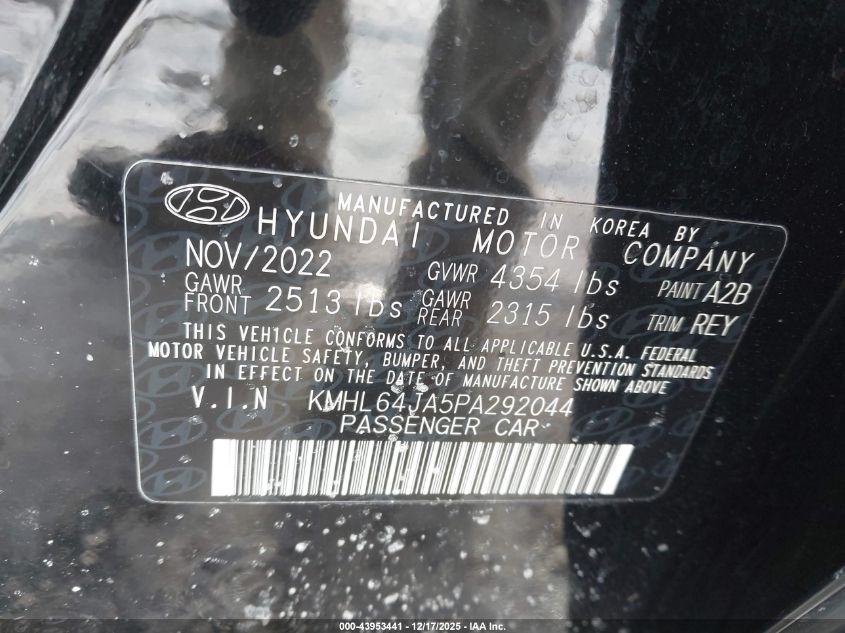 MANUFACTURED IN KOREA BY
HYUNDAI MOTOR COMPANY
NOV/2022 GVWR 4354 lbs PAINT A2B
GAWR FRONT 2513 lbs GAWR REAR 2315 lbs TRIM REY
THIS VEHICLE CONFORMS TO ALL APPLICABLE U.S.A. FEDERAL
MOTOR VEHICLE SAFETY, BUMPER, AND THEFT PREVENTION STANDARDS
IN EFFECT ON THE DATE OF MANUFACTURE SHOWN ABOVE
V.I.N KMHL64JA5PA292044
PASSENGER CAR
000-43953441 - 12/17/2025 - IAA Inc.